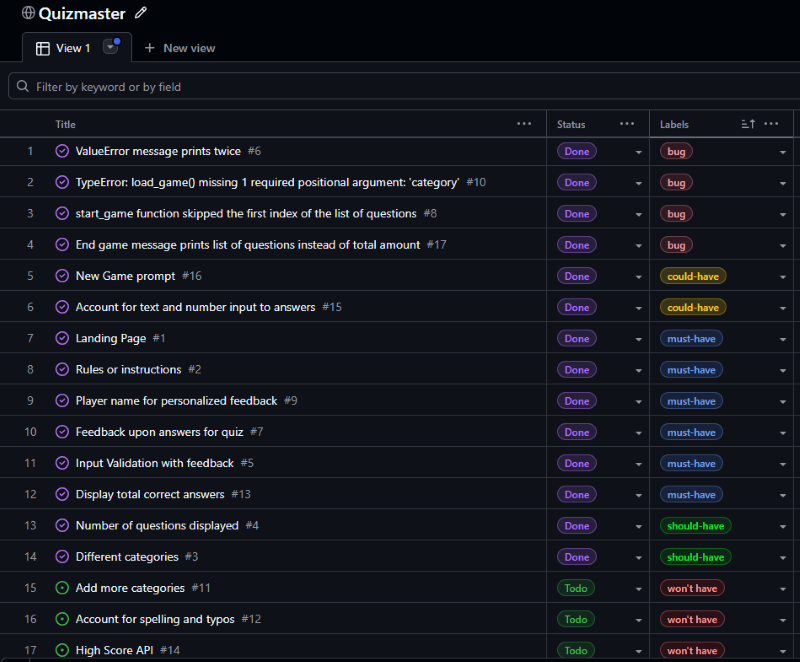 Quizmaster
View 1 New view
Filter by keyword or by field
Title Status Labels
1 ValueError message prints twice #6 Done bug
2 TypeError: load_game() missing 1 required positional argument: 'category' #10 Done bug
3 start_game function skipped the first index of the list of questions #8 Done bug
4 End game message prints list of questions instead of total amount #17 Done bug
5 New Game prompt #16 Done could-have
6 Account for text and number input to answers #15 Done could-have
7 Landing Page #1 Done must-have
8 Rules or instructions #2 Done must-have
9 Player name for personalized feedback #9 Done must-have
10 Feedback upon answers for quiz #7 Done must-have
11 Input Validation with feedback #5 Done must-have
12 Display total correct answers #13 Done must-have
13 Number of questions displayed #4 Done should-have
14 Different categories #3 Done should-have
15 Add more categories #11 Todo won't have
16 Account for spelling and typos #12 Todo won't have
17 High Score API #14 Todo won't have